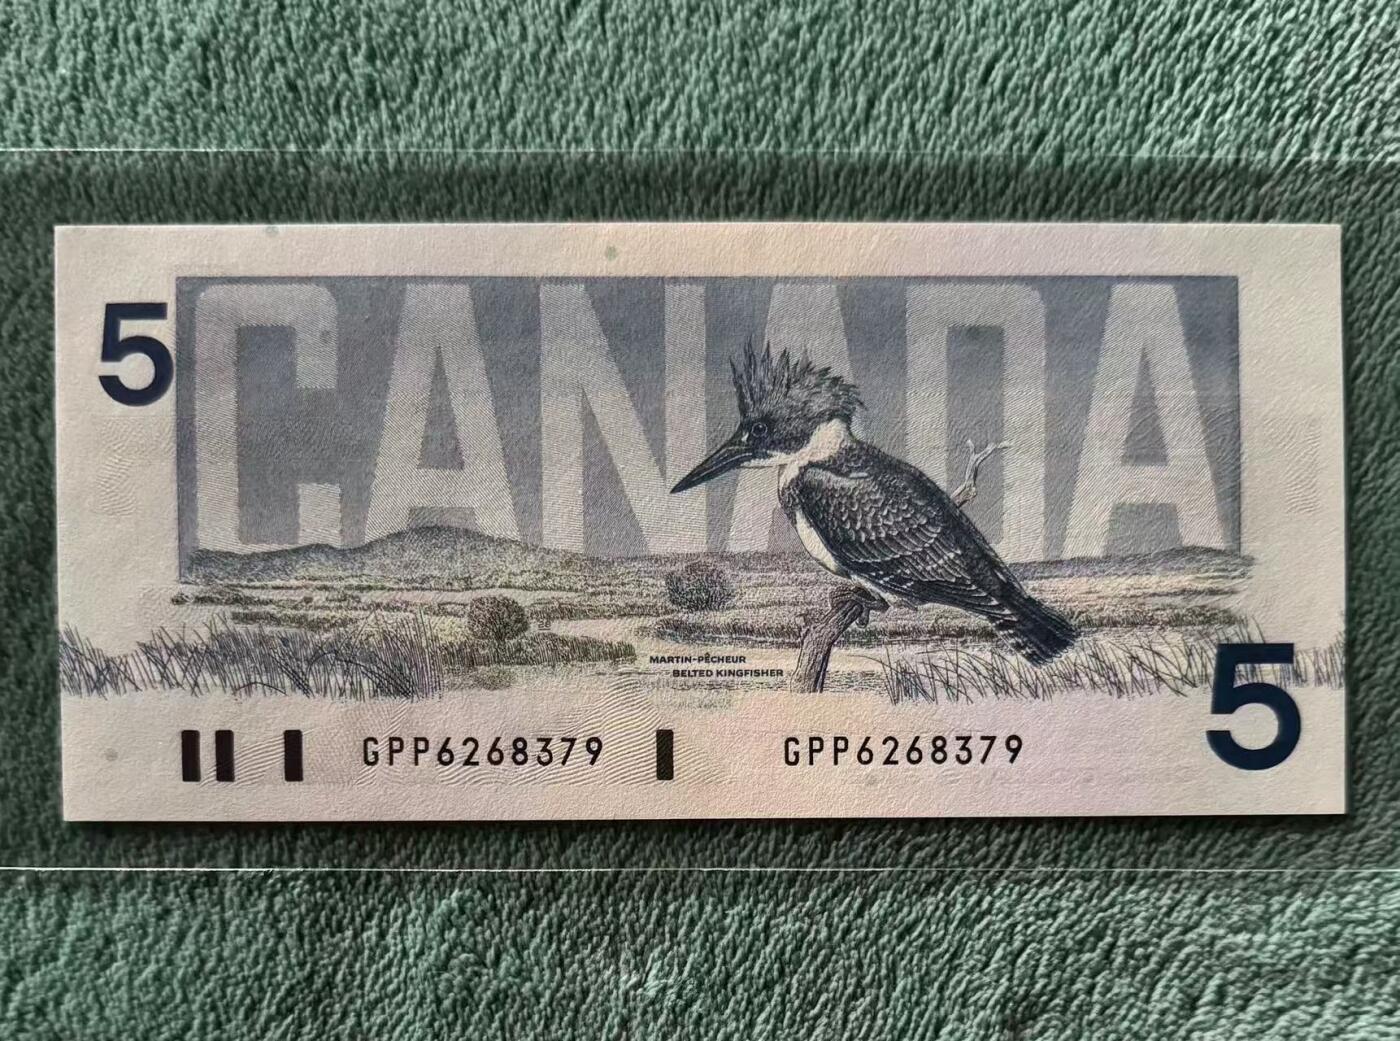 CANADA
5
MARTIN-PÊCHEUR
BELTED KINGFISHER
5
GPP6268379 GPP6268379